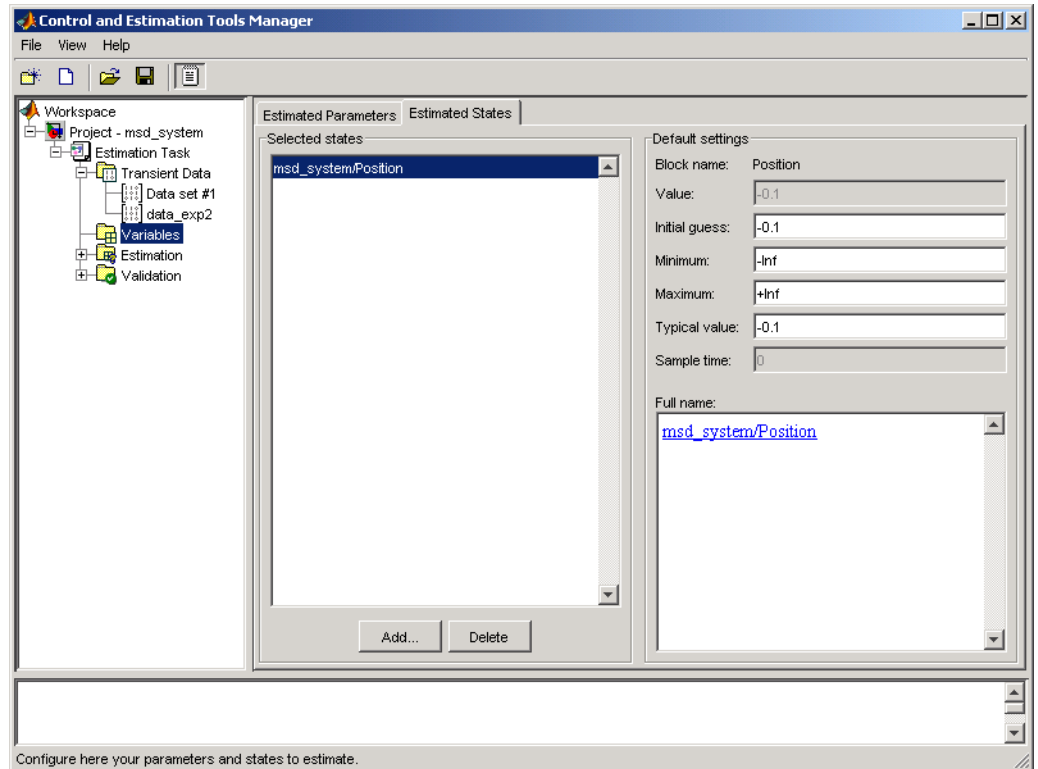 Control and Estimation Tools Manager
File View Help
Workspace
Project - msd_system
Estimation Task
Transient Data
Data set #1
data_exp2
Variables
Estimation
Validation
Estimated Parameters Estimated States
Selected states
msd_system/Position
Add... Delete
Default settings
Block name: Position
Value: -0.1
Initial guess: -0.1
Minimum: -Inf
Maximum: +Inf
Typical value: -0.1
Sample time: 0
Full name:
msd_system/Position
Configure here your parameters and states to estimate.